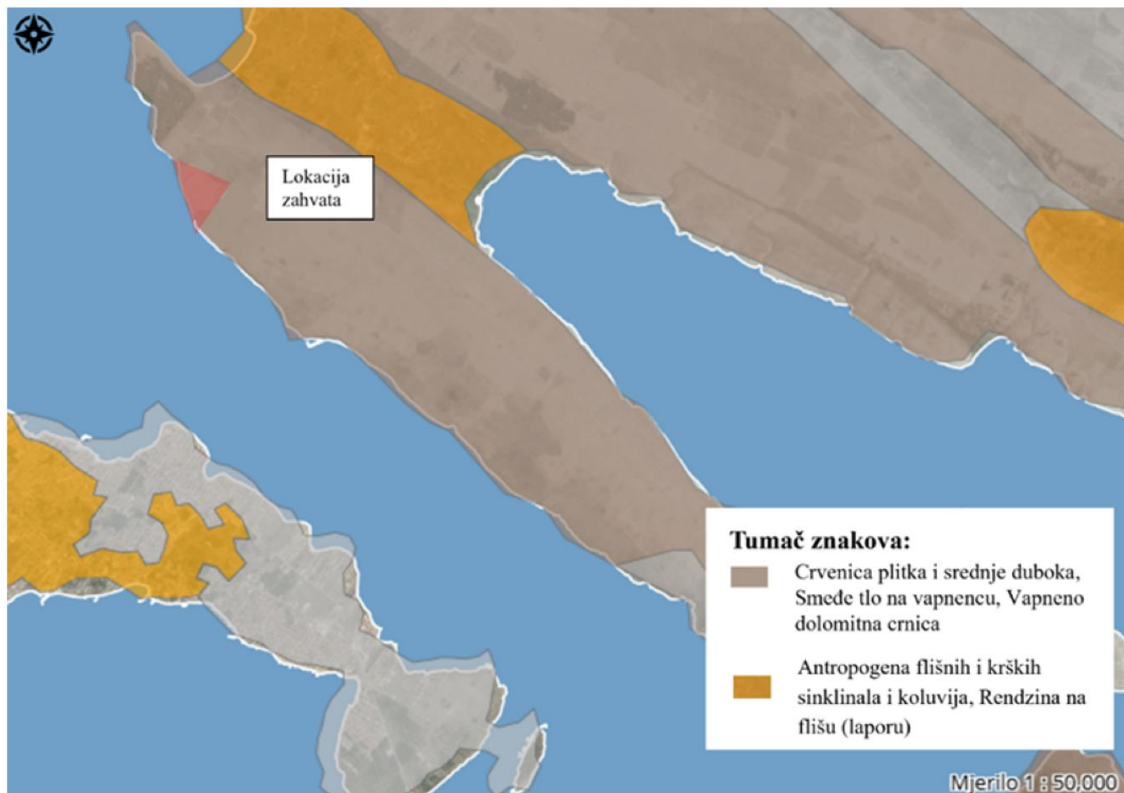 Lokacija
zahvata
Tumač znakova:
Crvenica plitka i srednje duboka,
Smeđe tlo na vapnencu, Vapneno
dolomitna crnica
Antropogena flišnih i krških
sinklinala i koluvija, Rendzina na
flišu (laporu)
Mjerilo 1 : 50,000